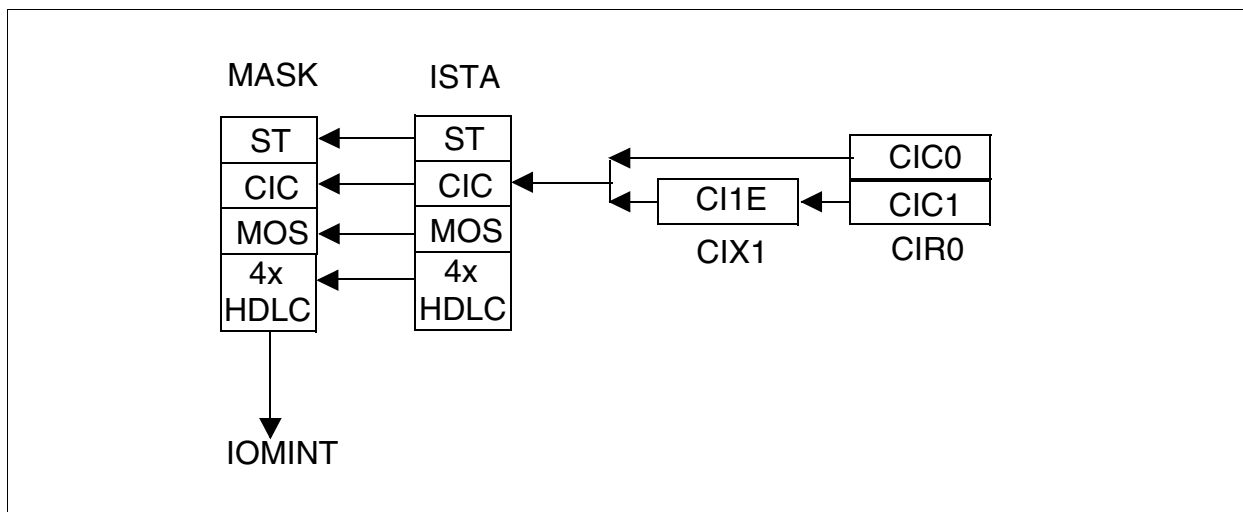 MASK
ISTA
ST
CIC
MOS
4x
HDLC
ST
CIC
MOS
4x
HDLC
CI1E
CIX1
CIC0
CIC1
CIR0
IOMINT